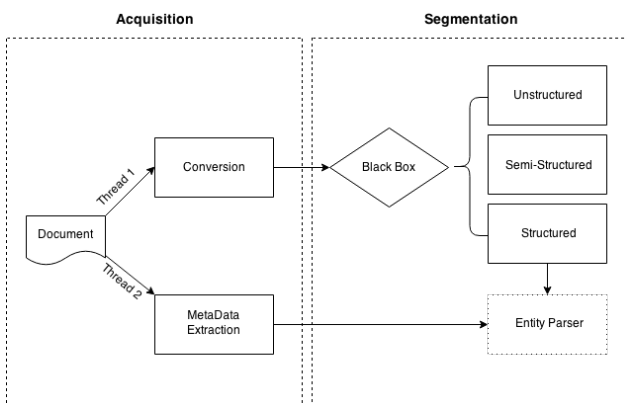 Acquisition
Segmentation
Unstructured
Conversion
Black Box
Semi-Structured
Thread 1
Document
Structured
Thread 2
MetaData
Extraction
Entity Parser